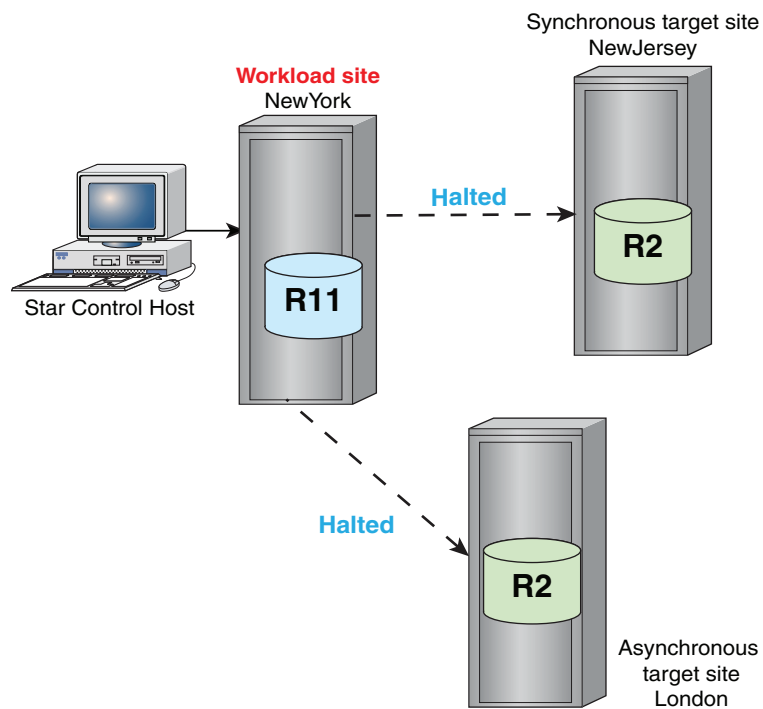 Synchronous target site
NewJersey
Workload site
NewYork
Halted
R2
R11
Star Control Host
Halted
R2
Asynchronous
target site
London